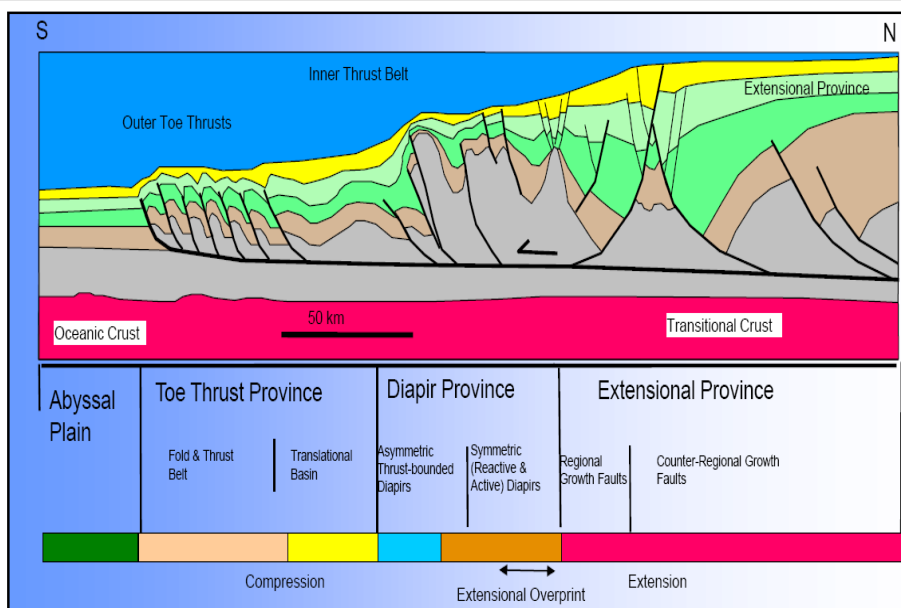 S
N
Inner Thrust Belt
Extensional Province
Outer Toe Thrusts
50 km
Oceanic Crust
Transitional Crust
Abyssal
Plain
Toe Thrust Province
Diapir Province
Extensional Province
Fold & Thrust
Belt
Translational
Basin
Asymmetric
Thrust-bounded
Diapirs
Symmetric
(Reactive &
Active) Diapirs
Regional
Growth Faults
Counter-Regional Growth
Faults
Compression
Extensional Overprint
Extension